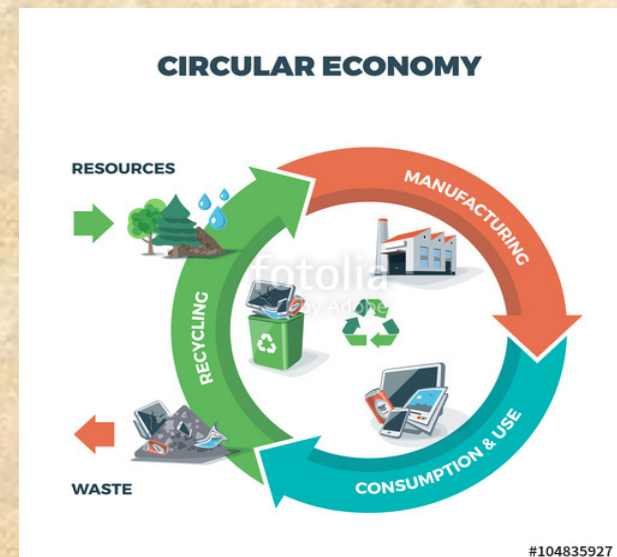 CIRCULAR ECONOMY
RESOURCES
MANUFACTURING
fotolia
by Adobe
RECYCLING
CONSUMPTION & USE
WASTE
#104835927